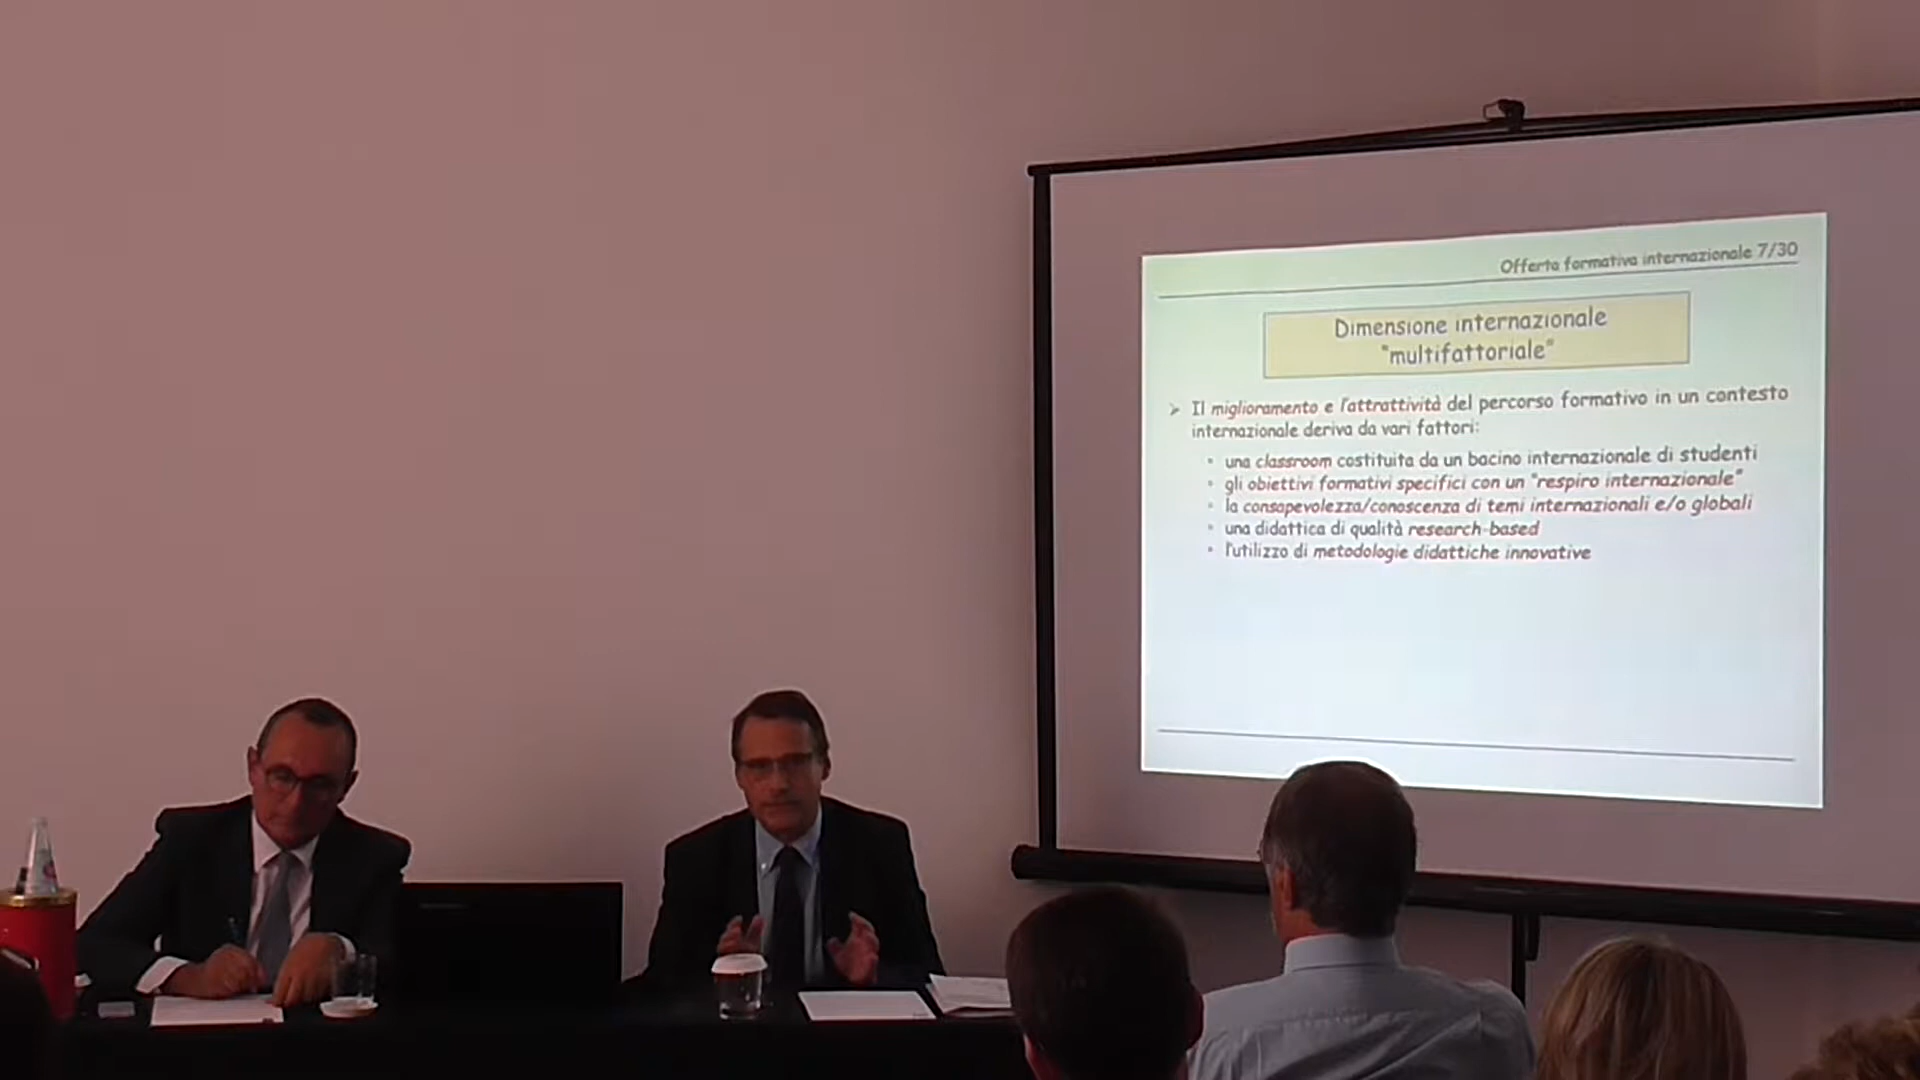 Offerta formativa internazionale 7/30
Dimensione internazionale
"multifattoriale"
➢ Il miglioramento e l'attrattività del percorso formativo in un contesto
internazionale deriva da vari fattori:
• una classroom costituita da un bacino internazionale di studenti
• gli obiettivi formativi specifici con un "respiro internazionale"
• la consapevolezza/conoscenza di temi internazionali e/o globali
• una didattica di qualità research-based
• l'utilizzo di metodologie didattiche innovative